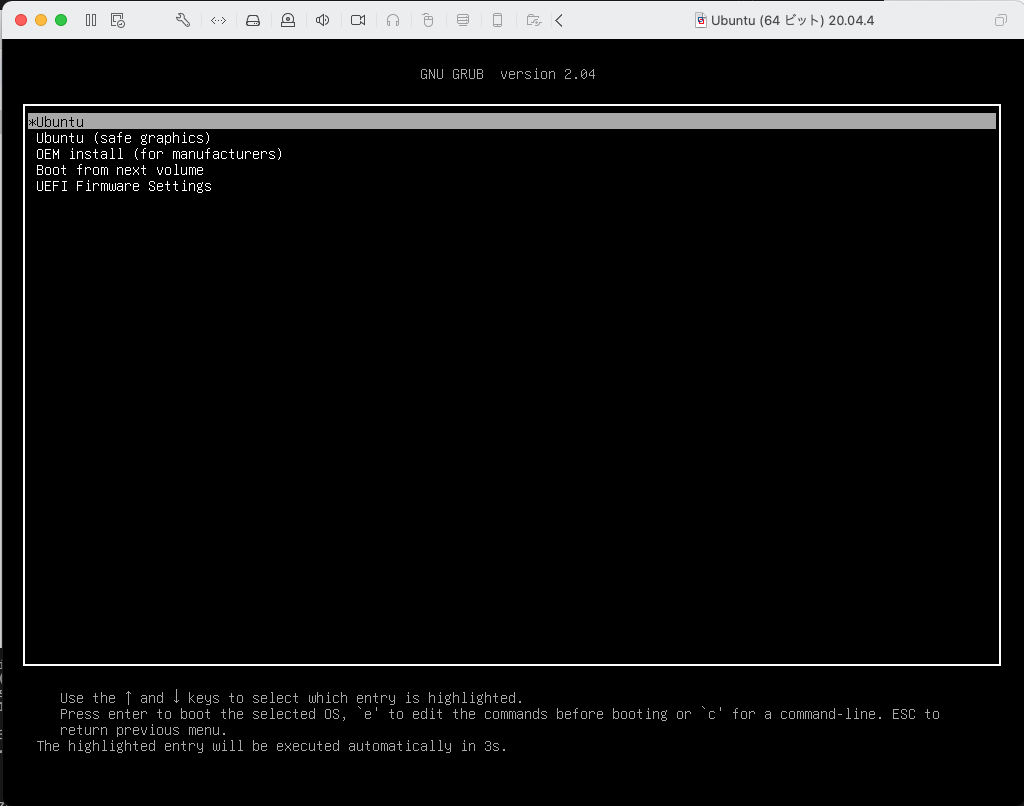 Ubuntu (64 ビット) 20.04.4
GNU GRUB  version 2.04
*Ubuntu
Ubuntu (safe graphics)
OEM install (for manufacturers)
Boot from next volume
UEFI Firmware Settings
Use the ↑ and ↓ keys to select which entry is highlighted.
Press enter to boot the selected OS, `e' to edit the commands before booting or `c' for a command-line. ESC to
return previous menu.
The highlighted entry will be executed automatically in 3s.